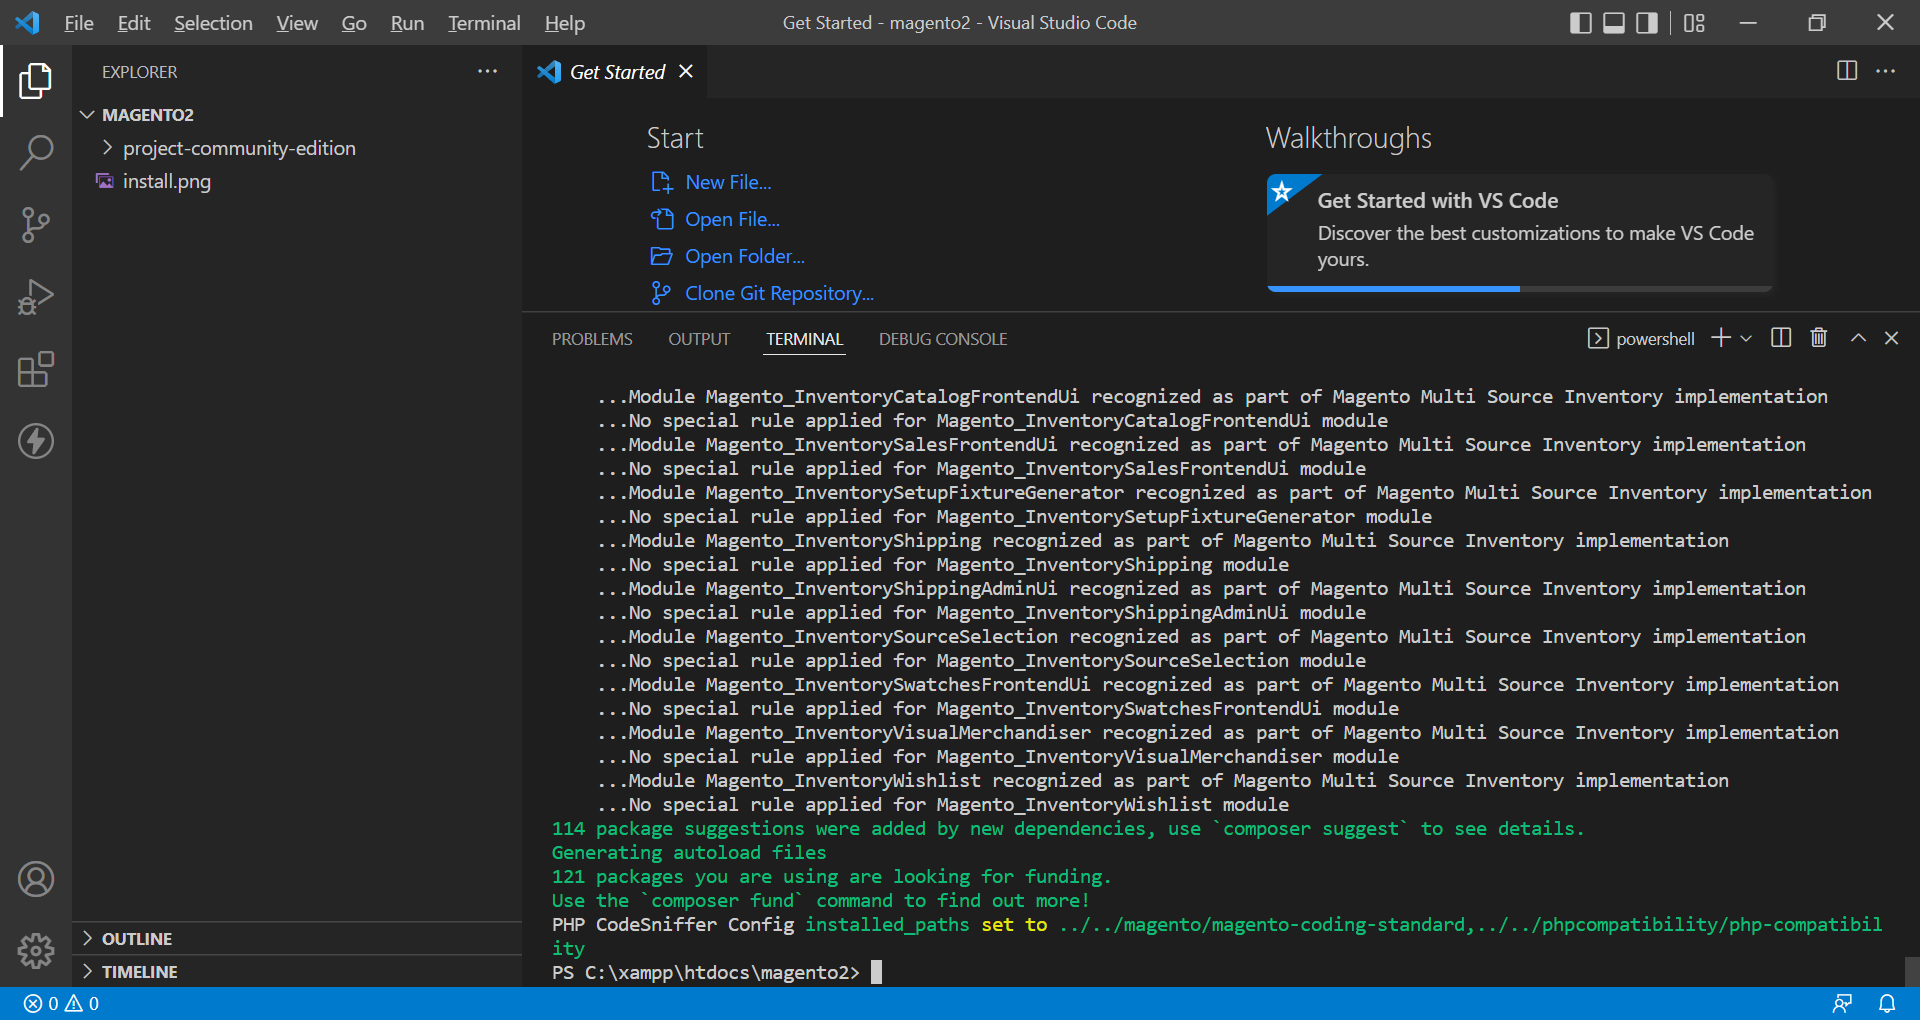 File Edit Selection View Go Run Terminal Help
Get Started - magento2 - Visual Studio Code
EXPLORER
MAGENTO2
project-community-edition
install.png
OUTLINE
TIMELINE
Get Started
Start
New File...
Open File...
Open Folder...
Clone Git Repository...
Walkthroughs
Get Started with VS Code
Discover the best customizations to make VS Code
yours.
PROBLEMS OUTPUT TERMINAL DEBUG CONSOLE
powershell
...Module Magento_InventoryCatalogFrontendUi recognized as part of Magento Multi Source Inventory implementation
...No special rule applied for Magento_InventoryCatalogFrontendUi module
...Module Magento_InventorySalesFrontendUi recognized as part of Magento Multi Source Inventory implementation
...No special rule applied for Magento_InventorySalesFrontendUi module
...Module Magento_InventorySetupFixtureGenerator recognized as part of Magento Multi Source Inventory implementation
...No special rule applied for Magento_InventorySetupFixtureGenerator module
...Module Magento_InventoryShipping recognized as part of Magento Multi Source Inventory implementation
...No special rule applied for Magento_InventoryShipping module
...Module Magento_InventoryShippingAdminUi recognized as part of Magento Multi Source Inventory implementation
...No special rule applied for Magento_InventoryShippingAdminUi module
...Module Magento_InventorySourceSelection recognized as part of Magento Multi Source Inventory implementation
...No special rule applied for Magento_InventorySourceSelection module
...Module Magento_InventorySwatchesFrontendUi recognized as part of Magento Multi Source Inventory implementation
...No special rule applied for Magento_InventorySwatchesFrontendUi module
...Module Magento_InventoryVisualMerchandiser recognized as part of Magento Multi Source Inventory implementation
...No special rule applied for Magento_InventoryVisualMerchandiser module
...Module Magento_InventoryWishlist recognized as part of Magento Multi Source Inventory implementation
...No special rule applied for Magento_InventoryWishlist module
114 package suggestions were added by new dependencies, use `composer suggest` to see details.
Generating autoload files
121 packages you are using are looking for funding.
Use the `composer fund` command to find out more!
PHP CodeSniffer Config installed_paths set to ../../magento/magento-coding-standard,../../phpcompatibility/php-compatibil
ity
PS C:\xampp\htdocs\magento2>
0 0